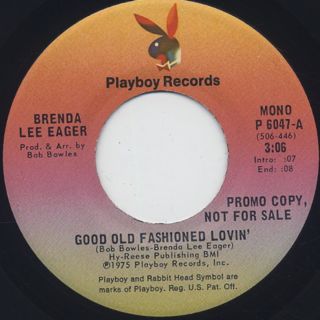 Playboy Records
BRENDA
LEE EAGER
Prod. & Arr. by
Bob Bowles
MONO
P 6047-A
(506-446)
3:06
Intro: :07
End: :08
PROMO COPY,
NOT FOR SALE
GOOD OLD FASHIONED LOVIN'
(Bob Bowles-Brenda Lee Eager)
Hy-Reese Publishing BMI
℗1975 Playboy Records, Inc.
Playboy and Rabbit Head Symbol are
marks of Playboy. Reg. U.S. Pat. Off.